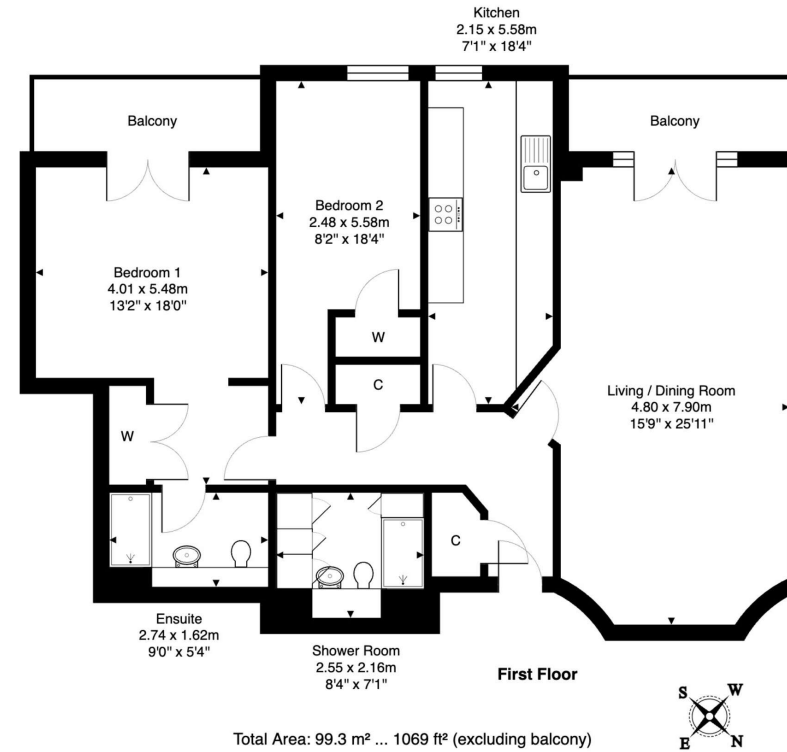 Kitchen
2.15 x 5.58m
7'1" x 18'4"
Balcony
Balcony
Bedroom 2
2.48 x 5.58m
8'2" x 18'4"
Bedroom 1
4.01 x 5.48m
13'2" x 18'0"
W
C
Living / Dining Room
4.80 x 7.90m
15'9" x 25'11"
W
C
Ensuite
2.74 x 1.62m
9'0" x 5'4"
Shower Room
2.55 x 2.16m
8'4" x 7'1"
First Floor
S W
E N
Total Area: 99.3 m² ... 1069 ft² (excluding balcony)